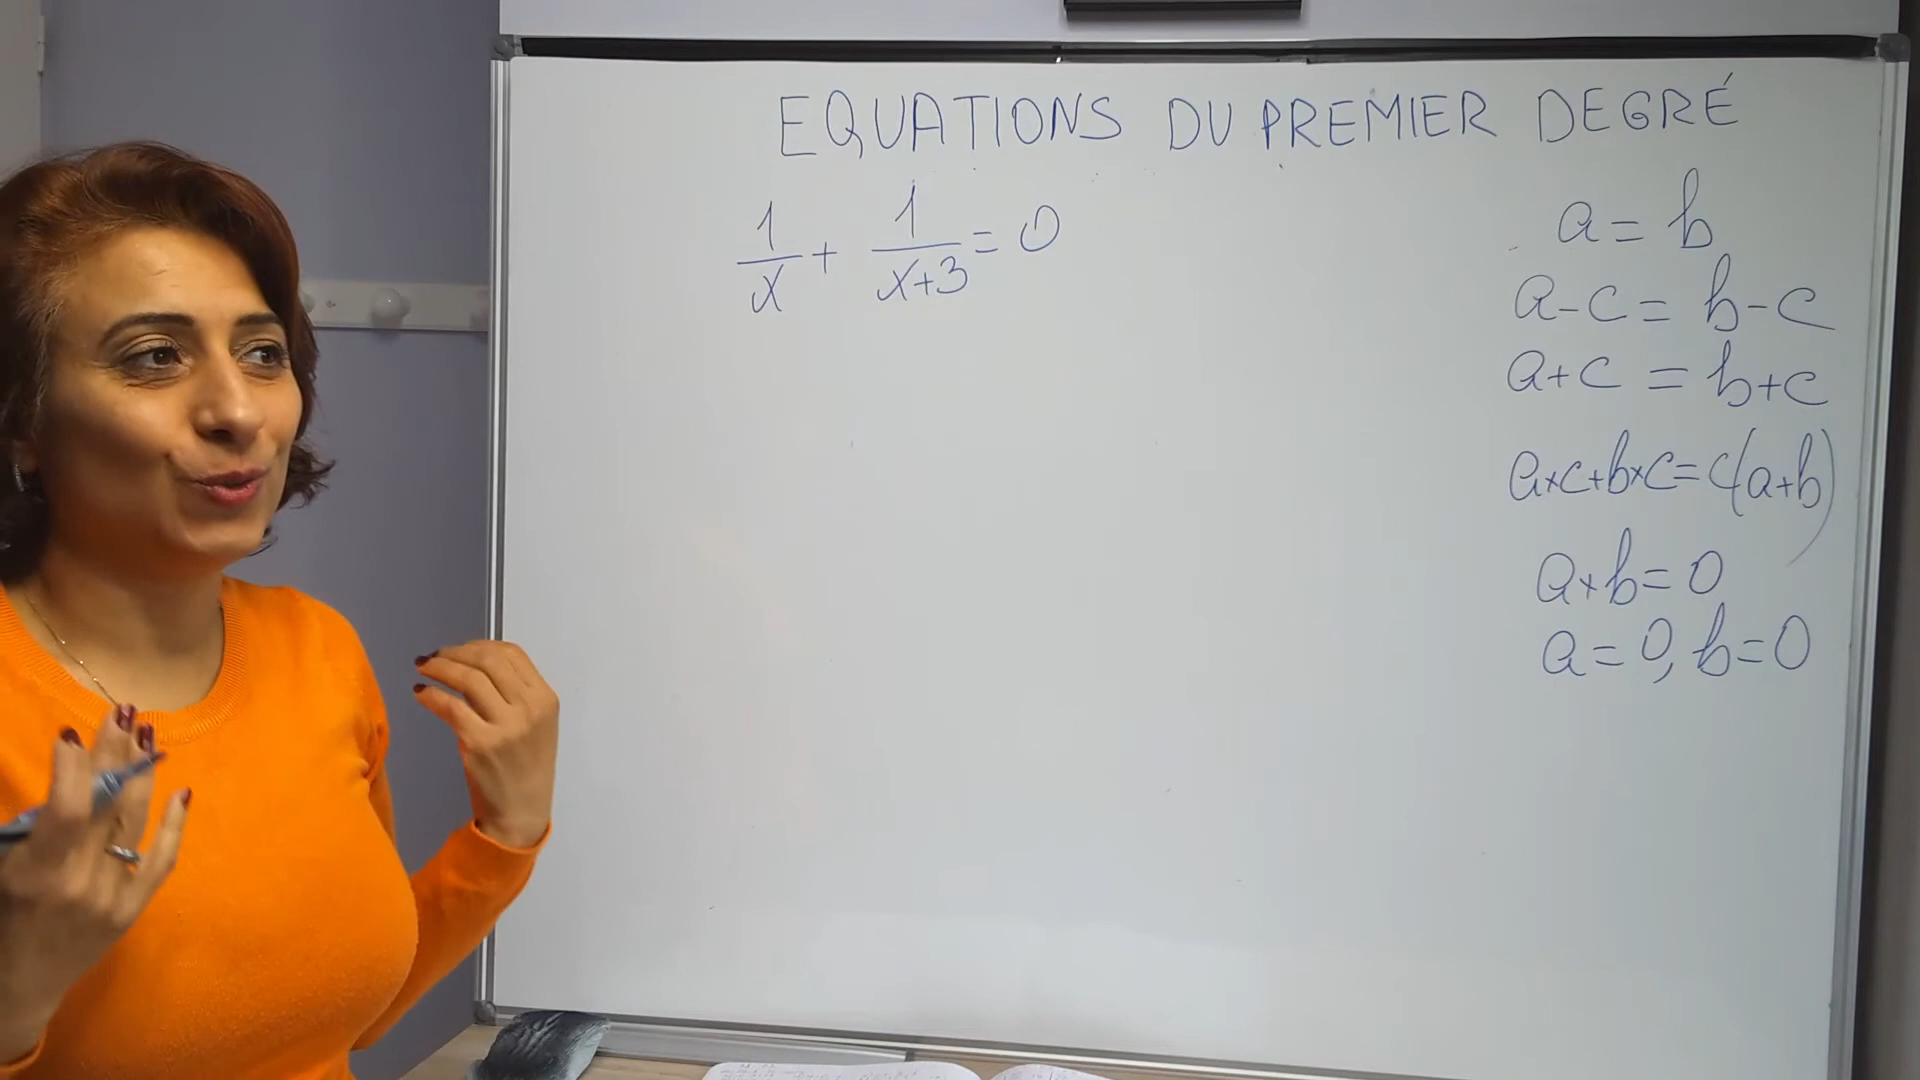 EQUATIONS DU PREMIER DEGRÉ
1/x + 1/(x+3) = 0
a = b
a-c = b-c
a+c = b+c
a×c+b×c=c(a+b)
a×b=0
a=0, b=0